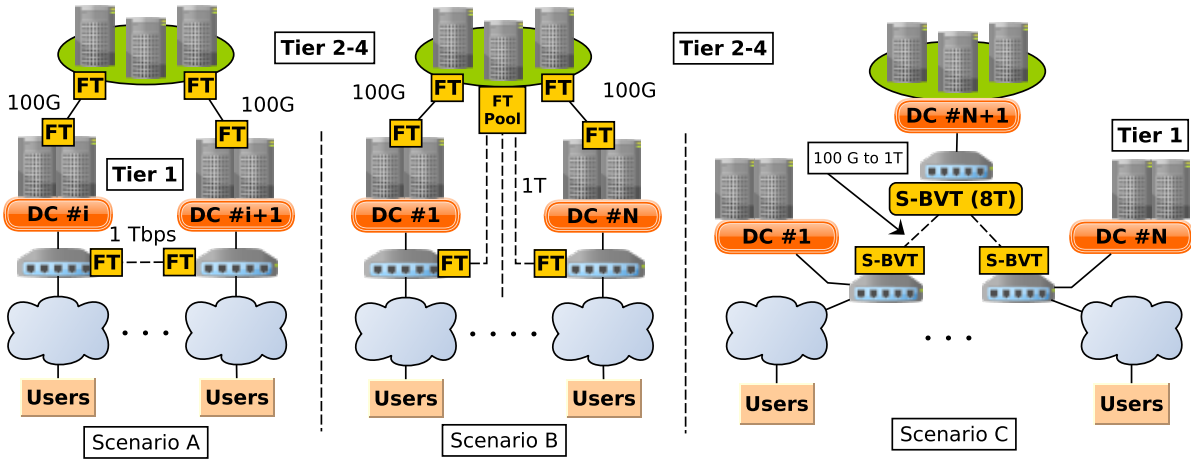 Tier 2-4
FT
FT
100G
100G
FT
FT
Tier 1
DC #i
DC #i+1
1 Tbps
FT
FT
. . .
Users
Users
Scenario A
Tier 2-4
FT
FT
Pool
FT
100G
100G
FT
FT
1T
DC #1
DC #N
FT
FT
. . . . .
Users
Users
Scenario B
DC #N+1
Tier 1
100 G to 1T
S-BVT (8T)
DC #1
DC #N
S-BVT
S-BVT
. . .
Users
Users
Scenario C